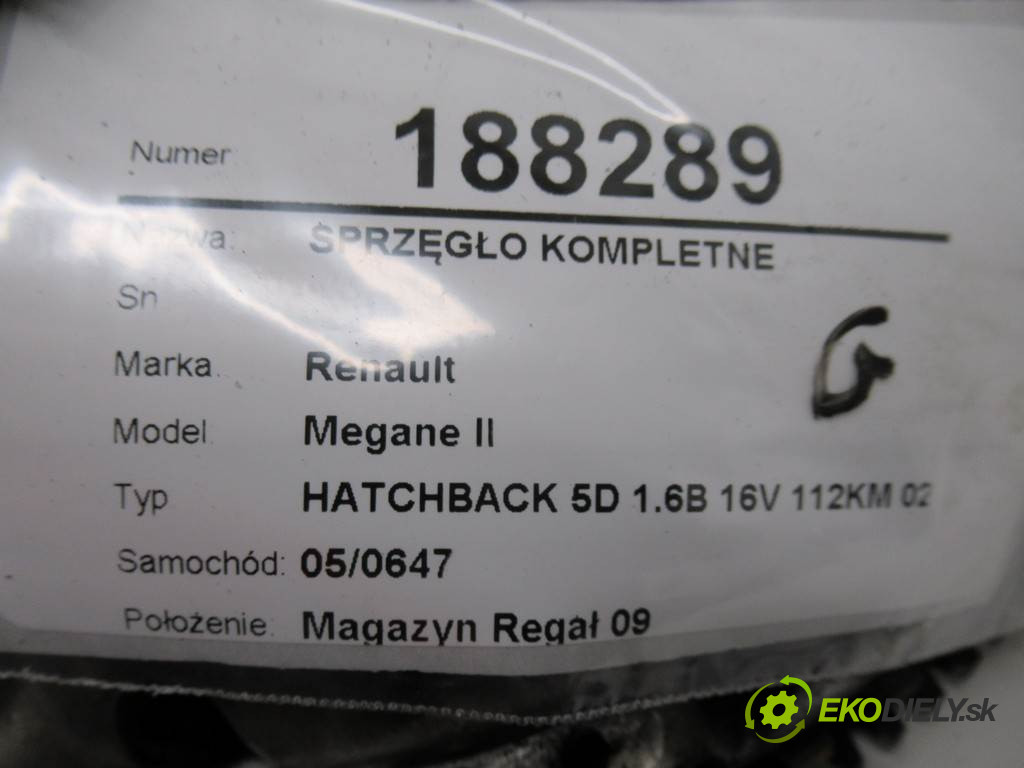 Numer 188289
Nazwa: SPRZĘGŁO KOMPLETNE
Sn
Marka Renault
Model Megane II
Typ HATCHBACK 5D 1.6B 16V 112KM 02
Samochód: 05/0647
Położenie: Magazyn Regał 09
G
EKODIELY.sk